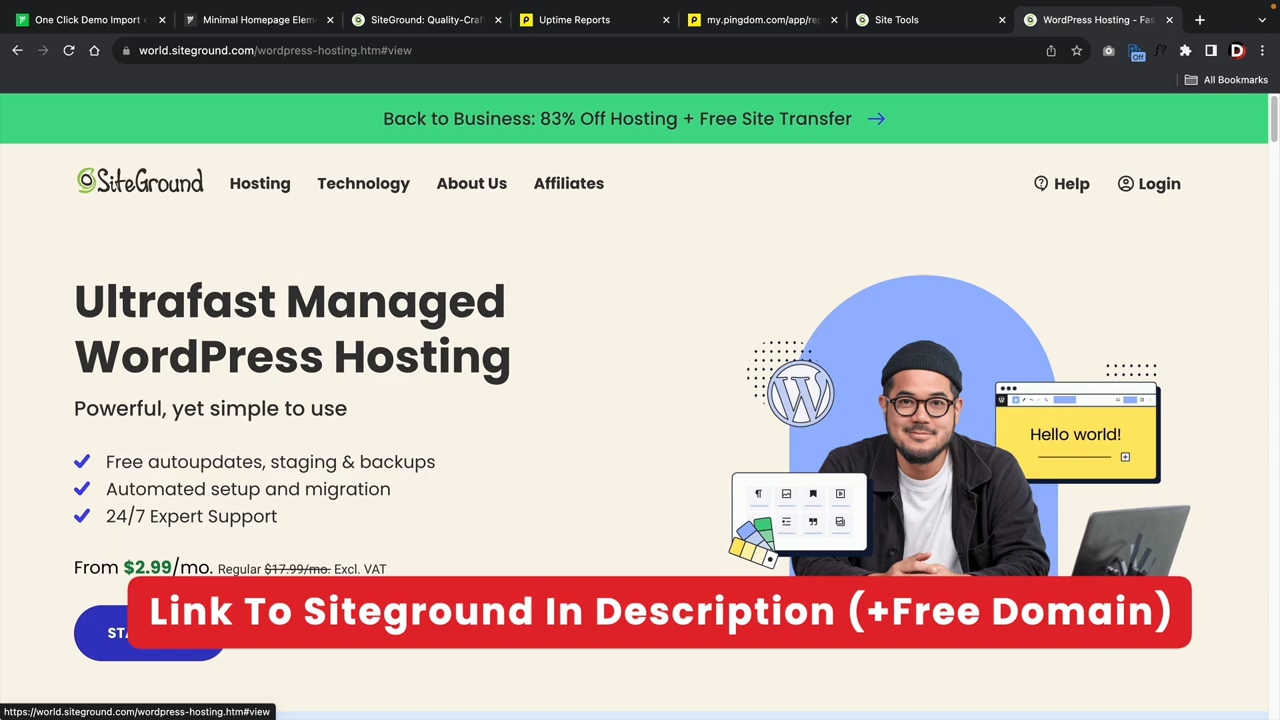 One Click Demo Import
Minimal Homepage Elem
SiteGround: Quality-Craf
Uptime Reports
my.pingdom.com/app/rep
Site Tools
WordPress Hosting - Fas
world.siteground.com/wordpress-hosting.htm#view
Off
f?
D
All Bookmarks
Back to Business: 83% Off Hosting + Free Site Transfer
SiteGround
Hosting
Technology
About Us
Affiliates
Help
Login
Ultrafast Managed
WordPress Hosting
Powerful, yet simple to use
Free autoupdates, staging & backups
Automated setup and migration
24/7 Expert Support
From $2.99/mo. Regular $17.99/mo. Excl. VAT
Hello world!
Link To Siteground In Description (+Free Domain)
https://world.siteground.com/wordpress-hosting.htm#view